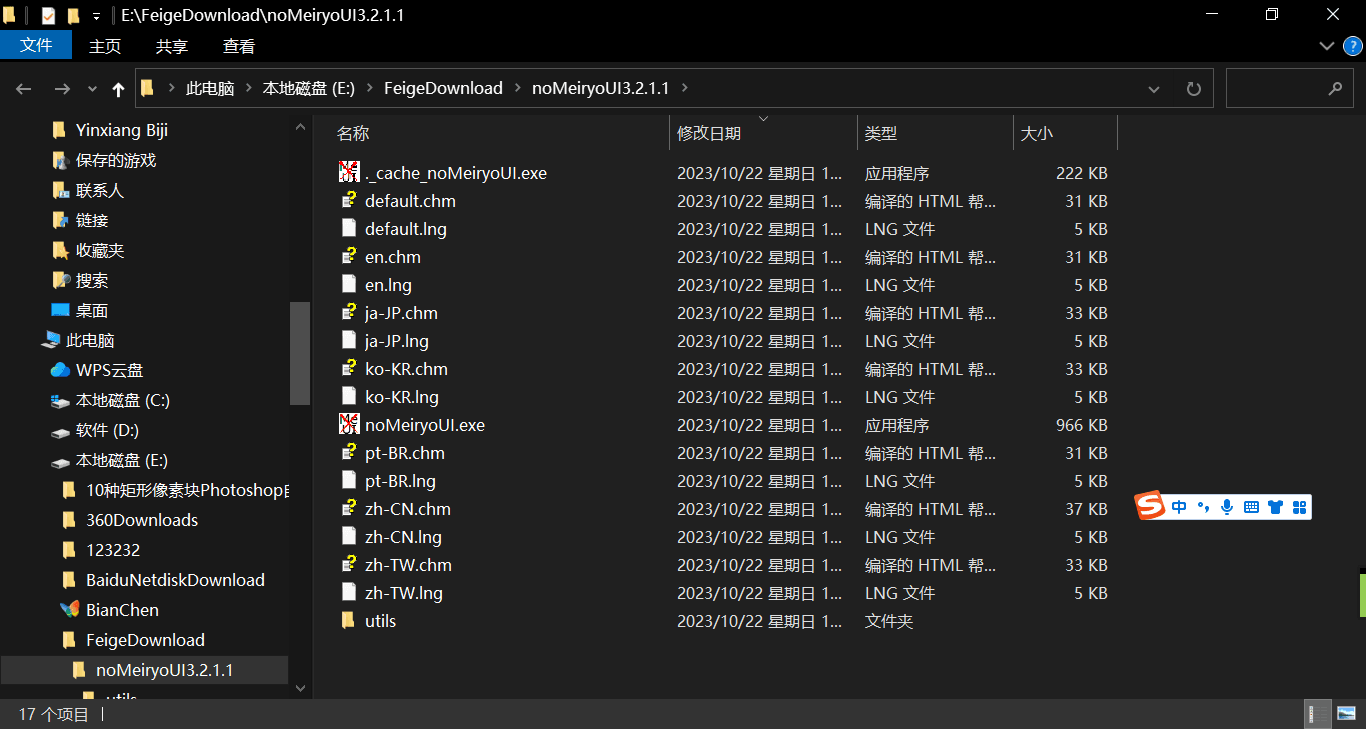 E:\FeigeDownload\noMeiryoUI3.2.1.1
文件 主页 共享 查看
此电脑 本地磁盘 (E:) FeigeDownload noMeiryoUI3.2.1.1
Yinxiang Biji
保存的游戏
联系人
链接
收藏夹
搜索
桌面
此电脑
WPS云盘
本地磁盘 (C:)
软件 (D:)
本地磁盘 (E:)
10种矩形像素块Photoshop自
360Downloads
123232
BaiduNetdiskDownload
BianChen
FeigeDownload
noMeiryoUI3.2.1.1
utils
名称 修改日期 类型 大小
._cache_noMeiryoUI.exe 2023/10/22 星期日 1... 应用程序 222 KB
default.chm 2023/10/22 星期日 1... 编译的 HTML 帮... 31 KB
default.lng 2023/10/22 星期日 1... LNG 文件 5 KB
en.chm 2023/10/22 星期日 1... 编译的 HTML 帮... 31 KB
en.lng 2023/10/22 星期日 1... LNG 文件 5 KB
ja-JP.chm 2023/10/22 星期日 1... 编译的 HTML 帮... 33 KB
ja-JP.lng 2023/10/22 星期日 1... LNG 文件 5 KB
ko-KR.chm 2023/10/22 星期日 1... 编译的 HTML 帮... 33 KB
ko-KR.lng 2023/10/22 星期日 1... LNG 文件 5 KB
noMeiryoUI.exe 2023/10/22 星期日 1... 应用程序 966 KB
pt-BR.chm 2023/10/22 星期日 1... 编译的 HTML 帮... 31 KB
pt-BR.lng 2023/10/22 星期日 1... LNG 文件 5 KB
zh-CN.chm 2023/10/22 星期日 1... 编译的 HTML 帮... 37 KB
zh-CN.lng 2023/10/22 星期日 1... LNG 文件 5 KB
zh-TW.chm 2023/10/22 星期日 1... 编译的 HTML 帮... 33 KB
zh-TW.lng 2023/10/22 星期日 1... LNG 文件 5 KB
utils 2023/10/22 星期日 1... 文件夹
中
17 个项目